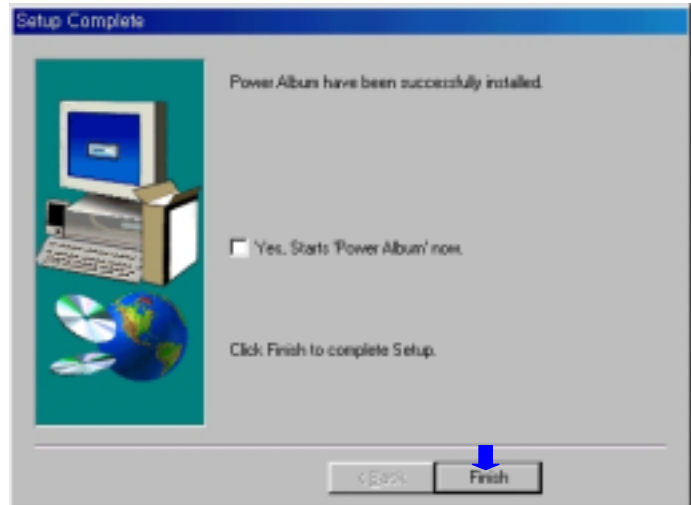 Setup Complete
Power Album have been successfully installed.
Yes, Starts 'Power Album' now.
Click Finish to complete Setup.
< Back
Finish